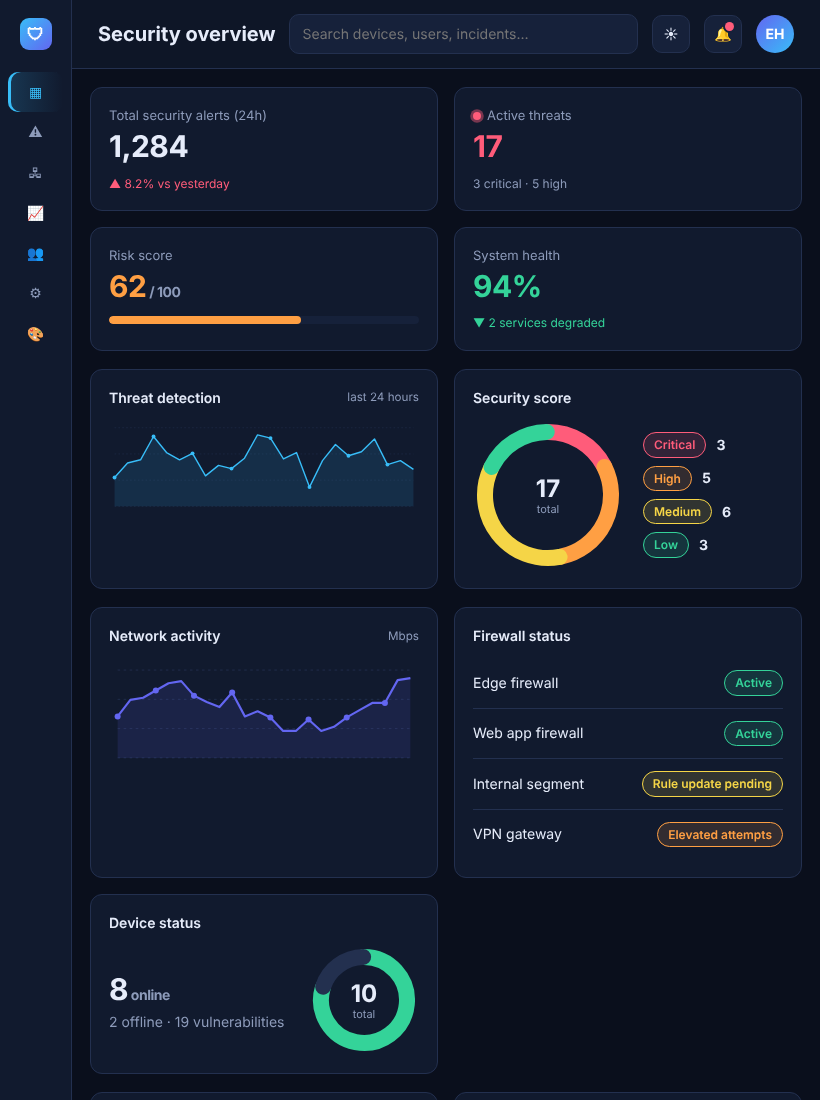 Security overview
Search devices, users, incidents...
EH
Total security alerts (24h)
1,284
▲ 8.2% vs yesterday
Active threats
17
3 critical · 5 high
Risk score
62 / 100
System health
94%
▼ 2 services degraded
Threat detection
last 24 hours
Security score
17
total
Critical 3
High 5
Medium 6
Low 3
Network activity
Mbps
Firewall status
Edge firewall Active
Web app firewall Active
Internal segment Rule update pending
VPN gateway Elevated attempts
Device status
8 online
2 offline · 19 vulnerabilities
10
total